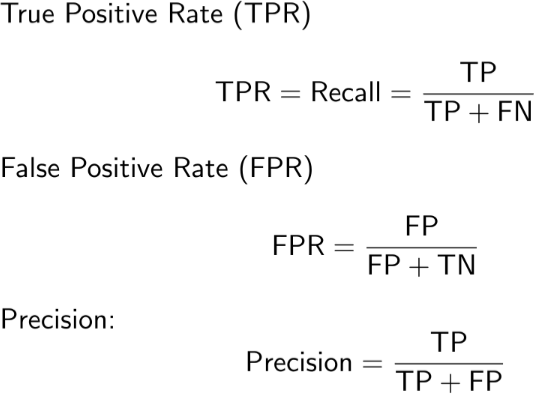 True Positive Rate (TPR)
TPR = Recall = TP / TP + FN
False Positive Rate (FPR)
FPR = FP / FP + TN
Precision:
Precision = TP / TP + FP